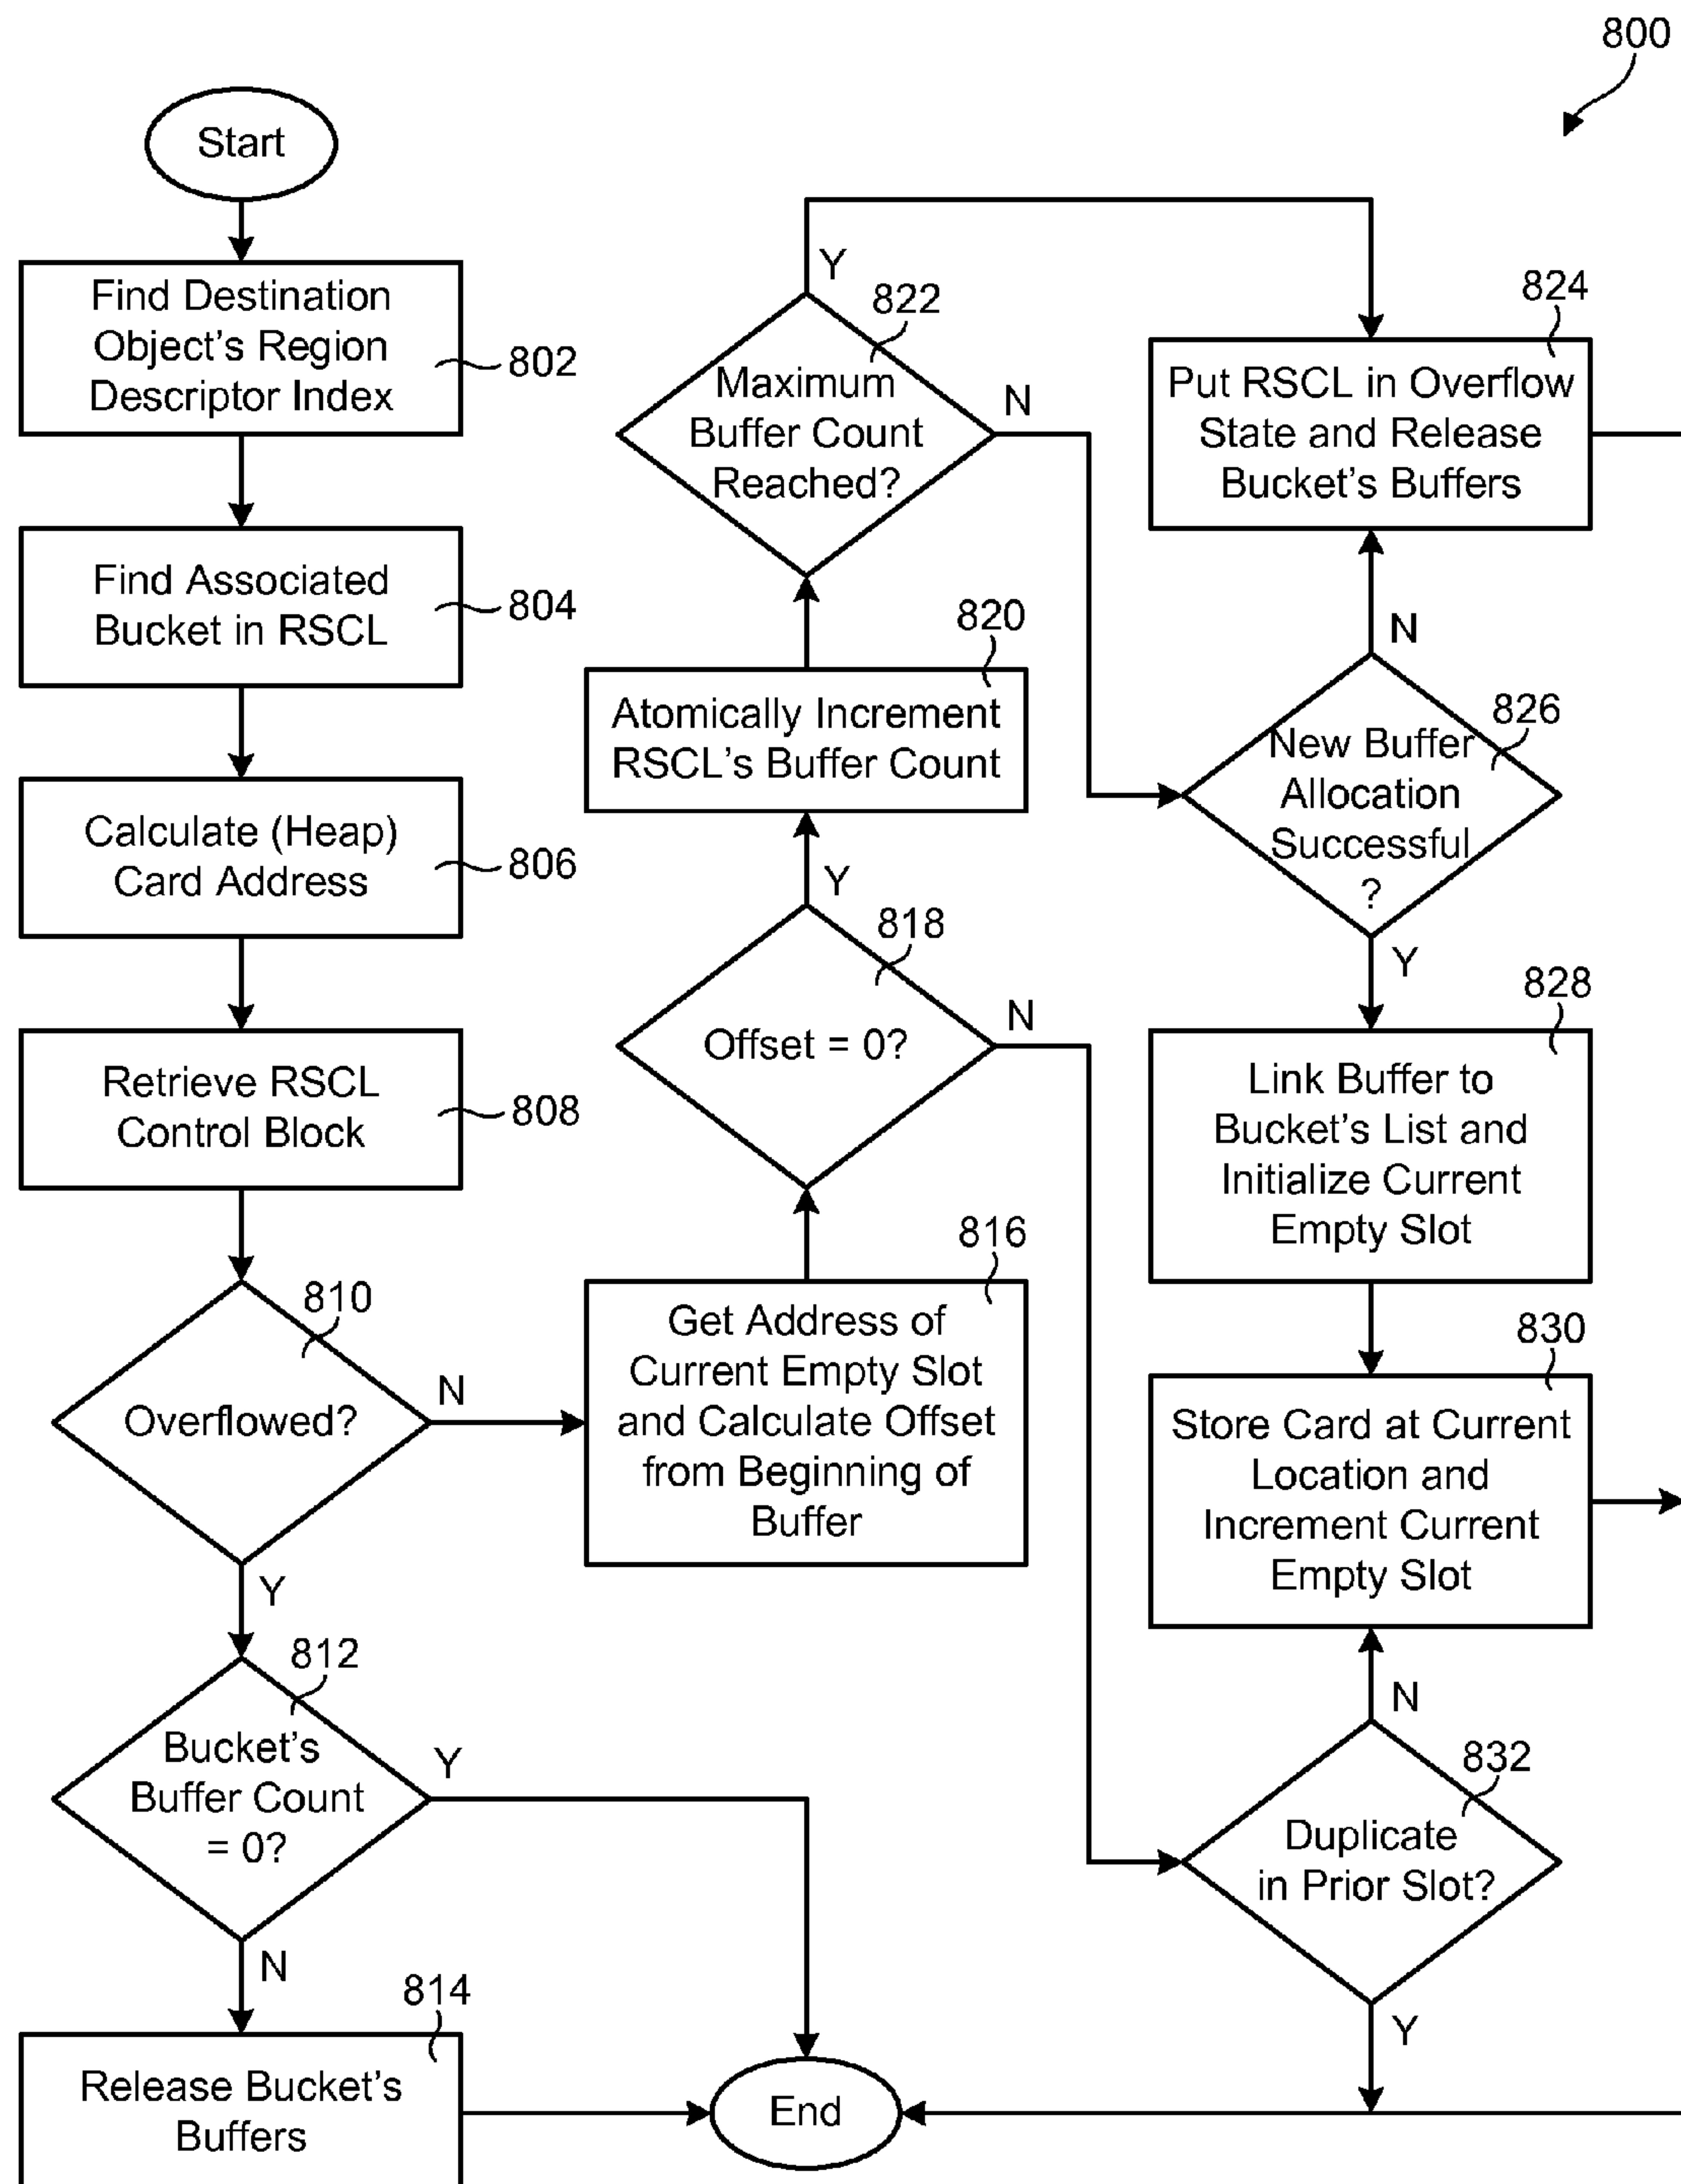 800
Start
Find Destination
Object's Region
Descriptor Index
802
Find Associated
Bucket in RSCL
804
Calculate (Heap)
Card Address
806
Retrieve RSCL
Control Block
808
810
Overflowed?
N
Y
812
Bucket's
Buffer Count
= 0?
Y
N
814
Release Bucket's
Buffers
End
816
Get Address of
Current Empty Slot
and Calculate Offset
from Beginning of
Buffer
818
Offset = 0?
Y
N
820
Atomically Increment
RSCL's Buffer Count
822
Maximum
Buffer Count
Reached?
Y
N
824
Put RSCL in Overflow
State and Release
Bucket's Buffers
N
826
New Buffer
Allocation
Successful
?
Y
828
Link Buffer to
Bucket's List and
Initialize Current
Empty Slot
830
Store Card at Current
Location and
Increment Current
Empty Slot
N
832
Duplicate
in Prior Slot?
Y